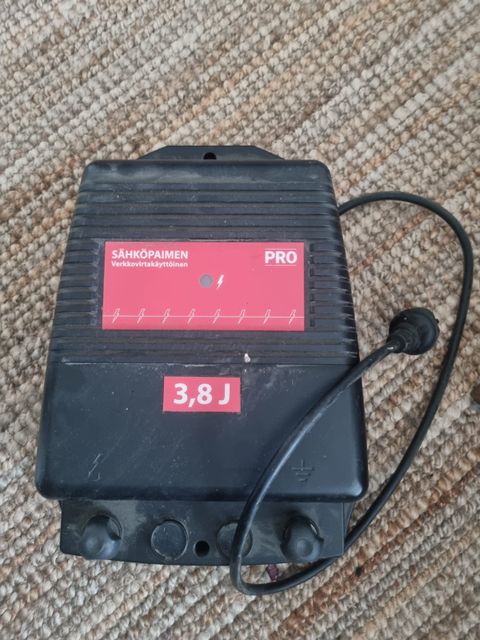 SÄHKÖPAIMEN
Verkkovirtakäyttöinen
PRO
3,8 J